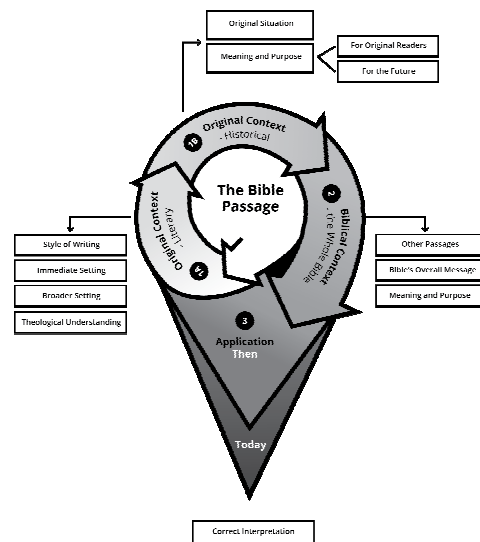 Original Situation
Meaning and Purpose
For Original Readers
For the Future
1B
Original Context
- Historical
The Bible
Passage
2
Biblical Context
- the Whole Bible
1A
Original Context
- Literary
Style of Writing
Immediate Setting
Broader Setting
Theological Understanding
Other Passages
Bible's Overall Message
Meaning and Purpose
3
Application
Then
Today
Correct Interpretation